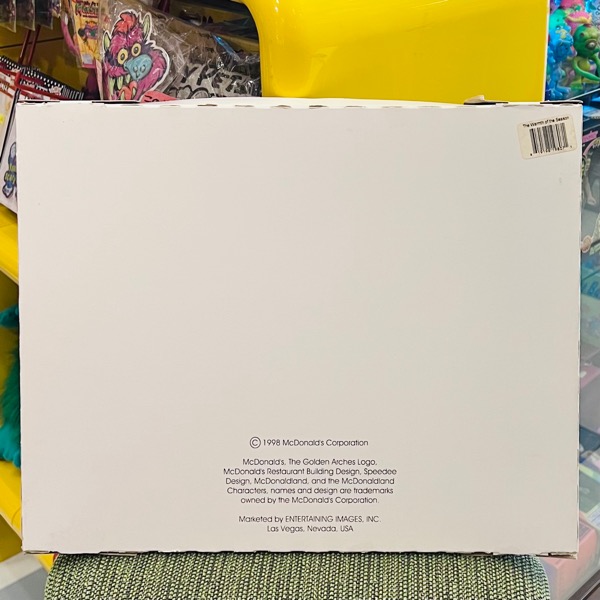 The Warmth of the Season
© 1998 McDonald's Corporation
McDonald's, The Golden Arches Logo,
McDonald's Restaurant Building Design, Speedee
Design, McDonaldland, and the McDonaldland
Characters, names and design are trademarks
owned by the McDonald's Corporation.
Marketed by ENTERTAINING IMAGES, INC.
Las Vegas, Nevada, USA